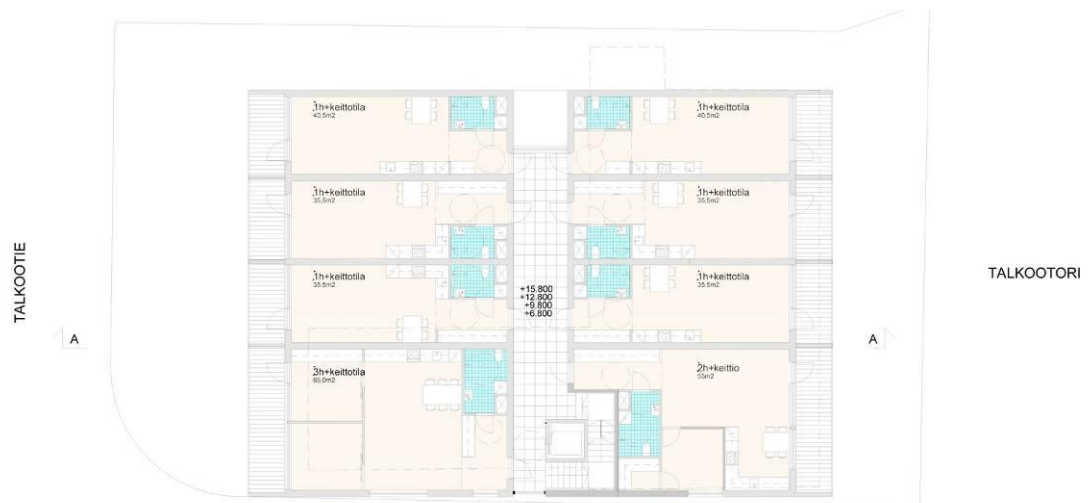 1h+keittotila
40,5m2
1h+keittotila
40,5m2
1h+keittotila
35,5m2
1h+keittotila
35,5m2
TALKOOTIE
1h+keittotila
35,5m2
+15.800
+12.800
+9.800
+6.800
1h+keittotila
35,5m2
TALKOOTORI
A
A
3h+keittotila
65,0m2
2h+keittio
55m2